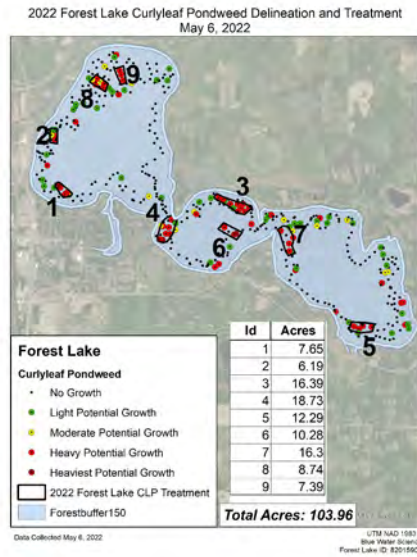 2022 Forest Lake Curlyleaf Pondweed Delineation and Treatment
May 6, 2022
9
8
2
1
3
4
6
7
5
Forest Lake
Curlyleaf Pondweed
No Growth
Light Potential Growth
Moderate Potential Growth
Heavy Potential Growth
Heaviest Potential Growth
2022 Forest Lake CLP Treatment
Forestbuffer150
Id Acres
1 7.65
2 6.19
3 16.39
4 18.73
5 12.29
6 10.28
7 16.3
8 8.74
9 7.39
Total Acres: 103.96
Data Collected May 6, 2022
UTM NAD 1983
Blue Water Science
Forest Lake ID: